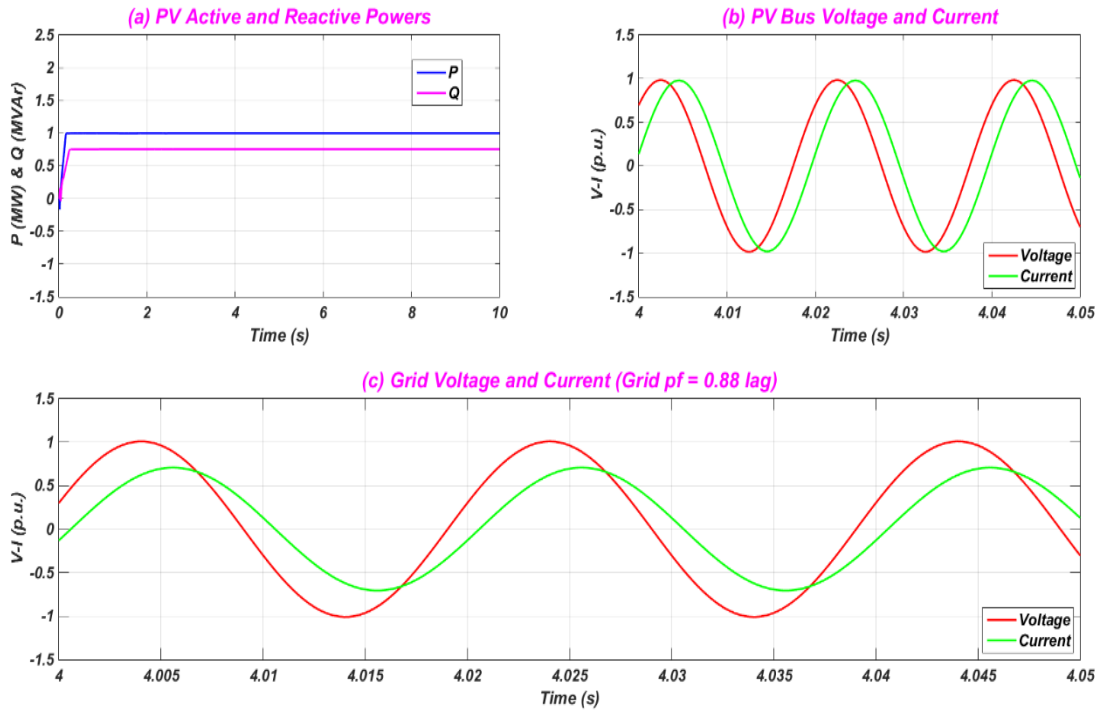 (a) PV Active and Reactive Powers
P (MW) & Q (MVAr)
2.5
2
1.5
1
0.5
0
-0.5
-1
-1.5
0 2 4 6 8 10
Time (s)
P
Q
(b) PV Bus Voltage and Current
V-I (p.u.)
1.5
1
0.5
0
-0.5
-1
-1.5
4 4.01 4.02 4.03 4.04 4.05
Time (s)
Voltage
Current
(c) Grid Voltage and Current (Grid pf = 0.88 lag)
V-I (p.u.)
1.5
1
0.5
0
-0.5
-1
-1.5
4 4.005 4.01 4.015 4.02 4.025 4.03 4.035 4.04 4.045 4.05
Time (s)
Voltage
Current